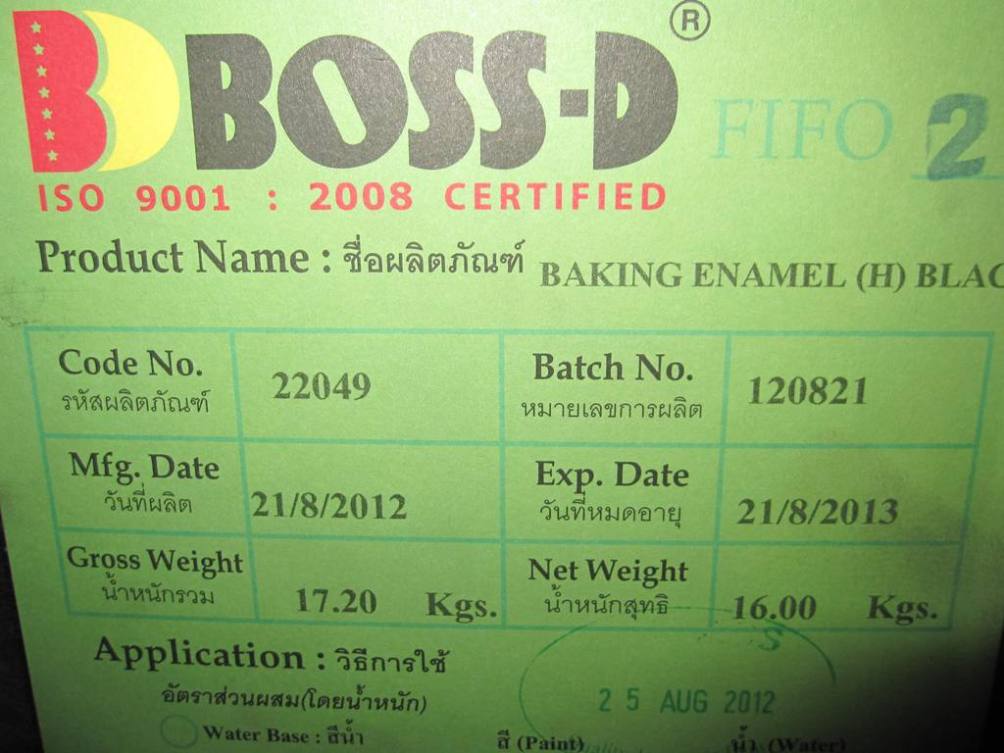 BOSS-D®
FIFO 2
ISO 9001 : 2008 CERTIFIED
Product Name : ชื่อผลิตภัณฑ์ BAKING ENAMEL (H) BLAC
Code No. 22049 Batch No. 120821
รหัสผลิตภัณฑ์ หมายเลขการผลิต
Mfg. Date 21/8/2012 Exp. Date 21/8/2013
วันที่ผลิต วันที่หมดอายุ
Gross Weight 17.20 Kgs. Net Weight 16.00 Kgs.
น้ำหนักรวม น้ำหนักสุทธิ
Application : วิธีการใช้
อัตราส่วนผสม(โดยน้ำหนัก) 25 AUG 2012
Water Base : สีน้ำ สี (Paint) น้ำ (Water)